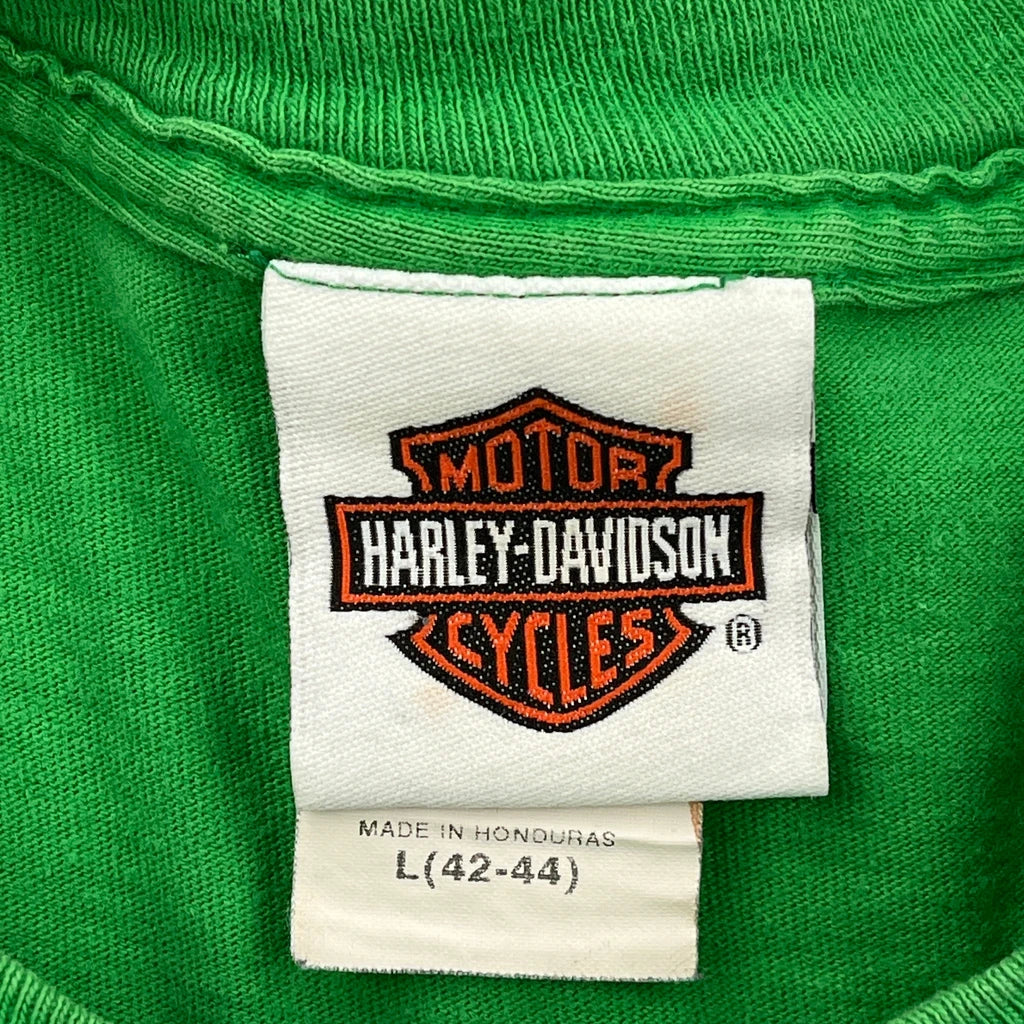 MOTOR
HARLEY-DAVIDSON
CYCLES
®
MADE IN HONDURAS
L(42-44)